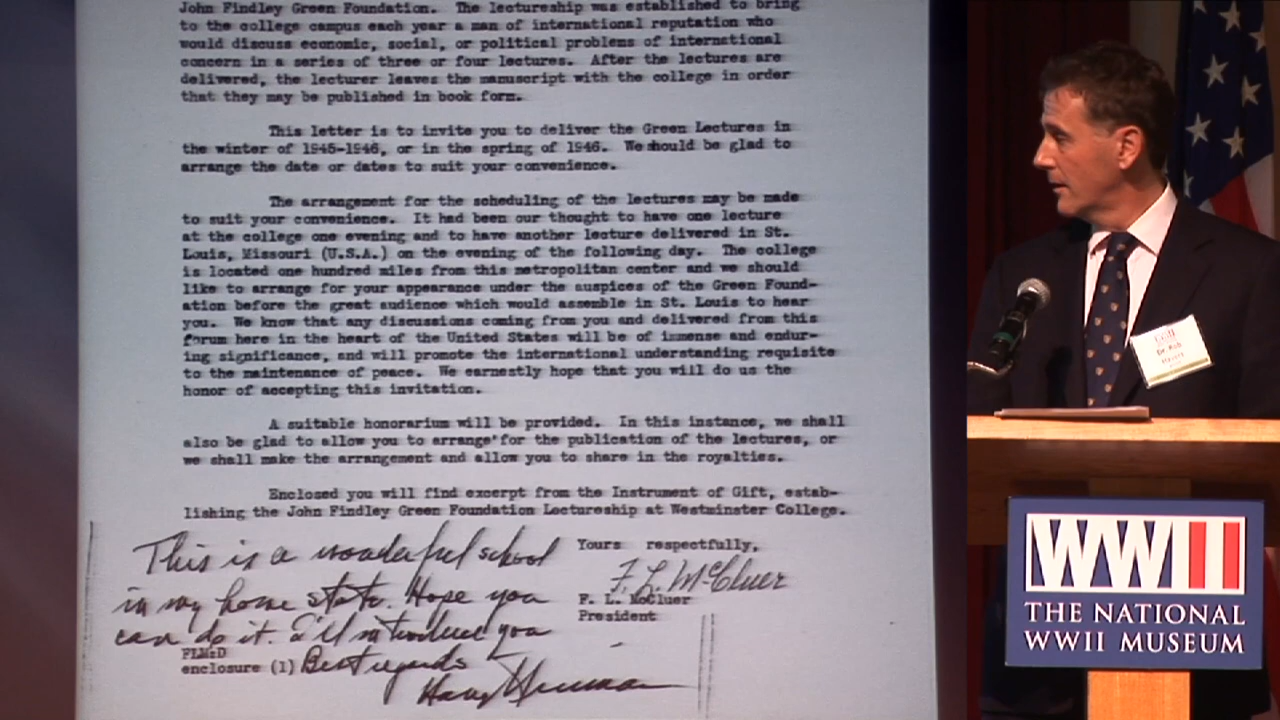 John Findley Green Foundation. The lectureship was established to bring
to the college campus each year a man of international reputation who
would discuss economic, social, or political problems of international
concern in a series of three or four lectures. After the lectures are
delivered, the lecturer leaves the manuscript with the college in order
that they may be published in book form.
This letter is to invite you to deliver the Green Lectures in
the winter of 1945-1946, or in the spring of 1946. We should be glad to
arrange the date or dates to suit your convenience.
The arrangement for the scheduling of the lectures may be made
to suit your convenience. It had been our thought to have one lecture
at the college one evening and to have another lecture delivered in St.
Louis, Missouri (U.S.A.) on the evening of the following day. The college
is located one hundred miles from this metropolitan center and we should
like to arrange for your appearance under the auspices of the Green Found-
ation before the great audience which would assemble in St. Louis to hear
you. We know that any discussions coming from you and delivered from this
forum here in the heart of the United States will be of immense and endur-
ing significance, and will promote the international understanding requisite
to the maintenance of peace. We earnestly hope that you will do us the
honor of accepting this invitation.
A suitable honorarium will be provided. In this instance, we shall
also be glad to allow you to arrange for the publication of the lectures, or
we shall make the arrangement and allow you to share in the royalties.
Enclosed you will find excerpt from the Instrument of Gift, estab-
lishing the John Findley Green Foundation Lectureship at Westminster College.
Yours respectfully,
F. L. McCluer
F. L. McCluer
President
This is a wonderful school
in my home state. Hope you
can do it. I'll introduce you
Best regards
Harry Truman
FLM:D
enclosure (1)
Dr. Rob
WWII
THE NATIONAL
WWII MUSEUM